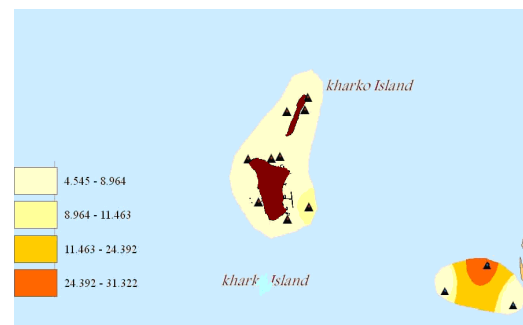 kharko Island
4.545 - 8.964
8.964 - 11.463
11.463 - 24.392
24.392 - 31.322
khark Island